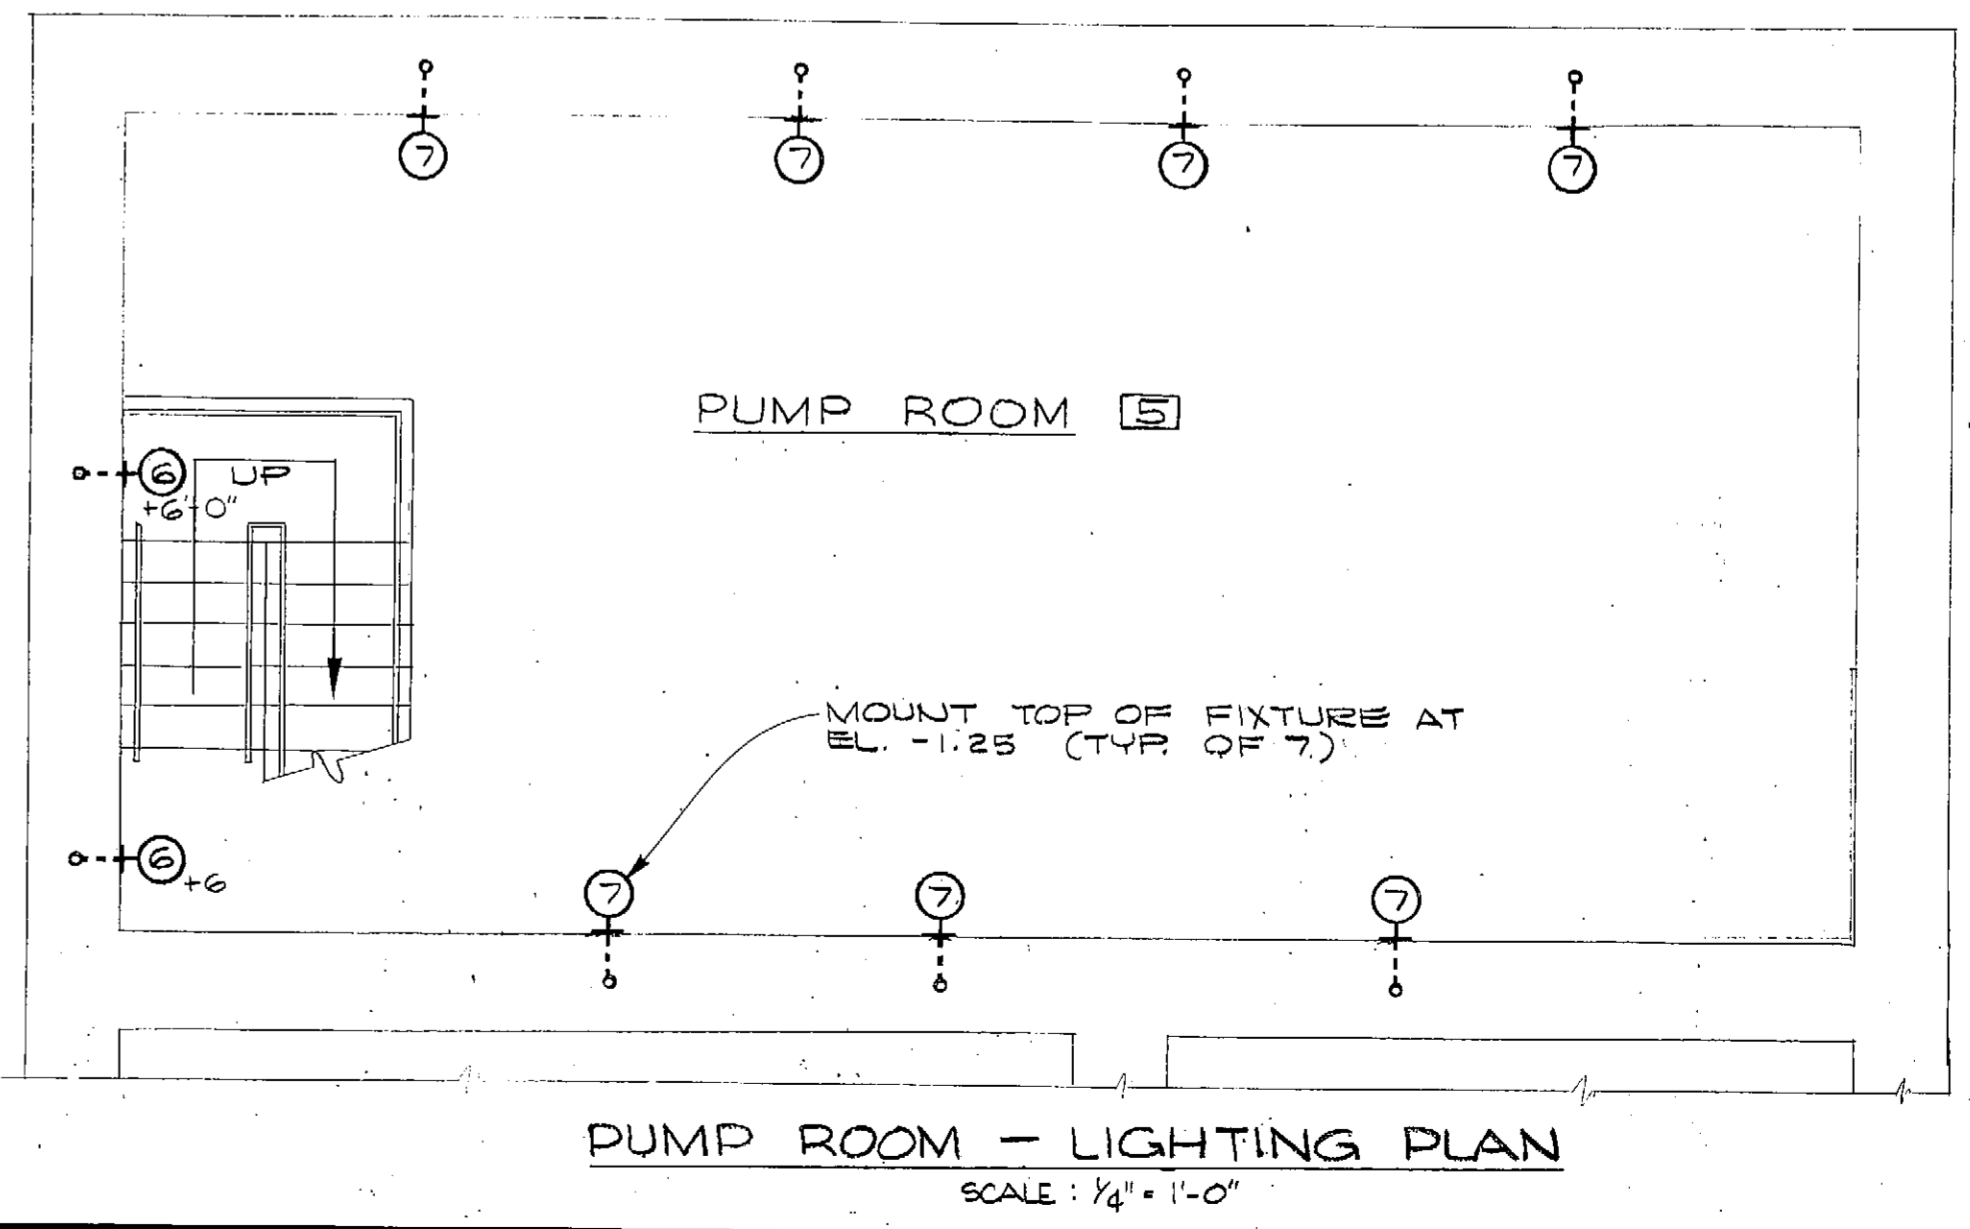 7 7 7 7
PUMP ROOM 5
6 UP
+6'-0"
MOUNT TOP OF FIXTURE AT
EL. -1.25 (TYP. OF 7)
6
+6
7 7 7
PUMP ROOM - LIGHTING PLAN
SCALE : 1/4" = 1'-0"